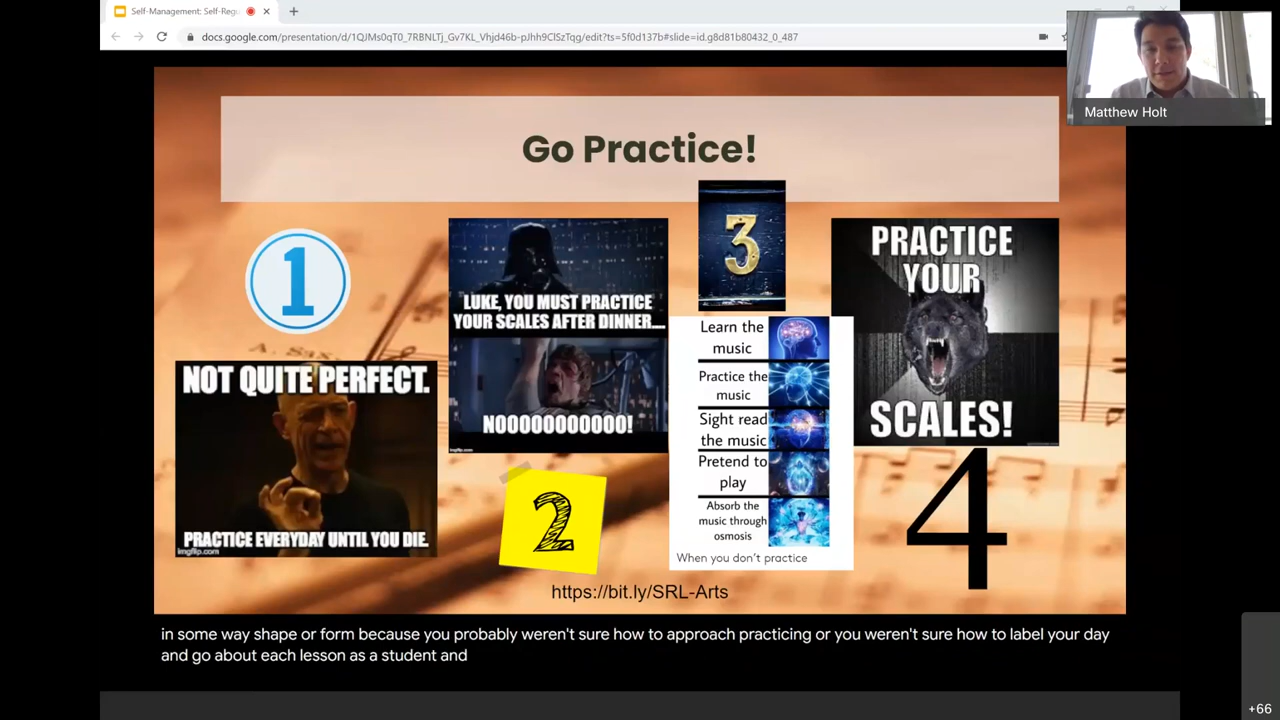 Self-Management: Self-Reg
docs.google.com/presentation/d/1QJMs0qT0_7RBNLTj_Gv7KL_Vhjd46b-pJhh9ClSzTqg/edit?ts=5f0d137b#slide=id.g8d81b80432_0_487
Matthew Holt
Go Practice!
1
NOT QUITE PERFECT.
PRACTICE EVERYDAY UNTIL YOU DIE.
imgflip.com
LUKE, YOU MUST PRACTICE
YOUR SCALES AFTER DINNER....
NOOOOOOOOOOO!
imgflip.com
2
3
Learn the
music
Practice the
music
Sight read
the music
Pretend to
play
Absorb the
music through
osmosis
When you don't practice
PRACTICE
YOUR
SCALES!
4
https://bit.ly/SRL-Arts
in some way shape or form because you probably weren't sure how to approach practicing or you weren't sure how to label your day
and go about each lesson as a student and
+66